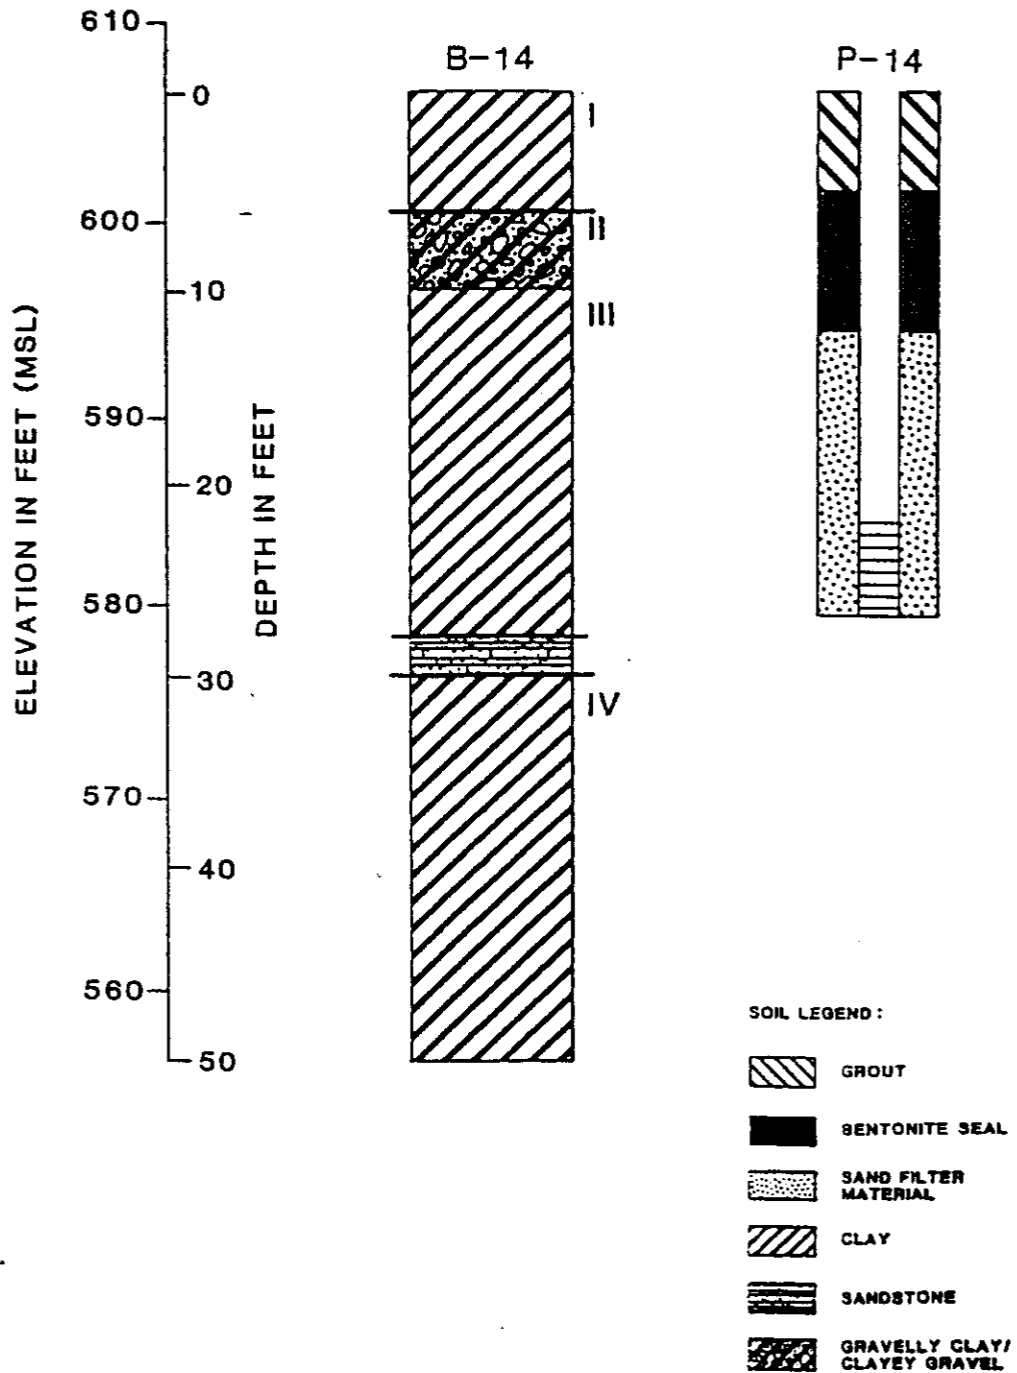 610
B-14
P-14
0
I
600
II
10
III
ELEVATION IN FEET (MSL)
590
DEPTH IN FEET
20
580
30
IV
570
40
560
50
SOIL LEGEND:
GROUT
BENTONITE SEAL
SAND FILTER
MATERIAL
CLAY
SANDSTONE
GRAVELLY CLAY/
CLAYEY GRAVEL